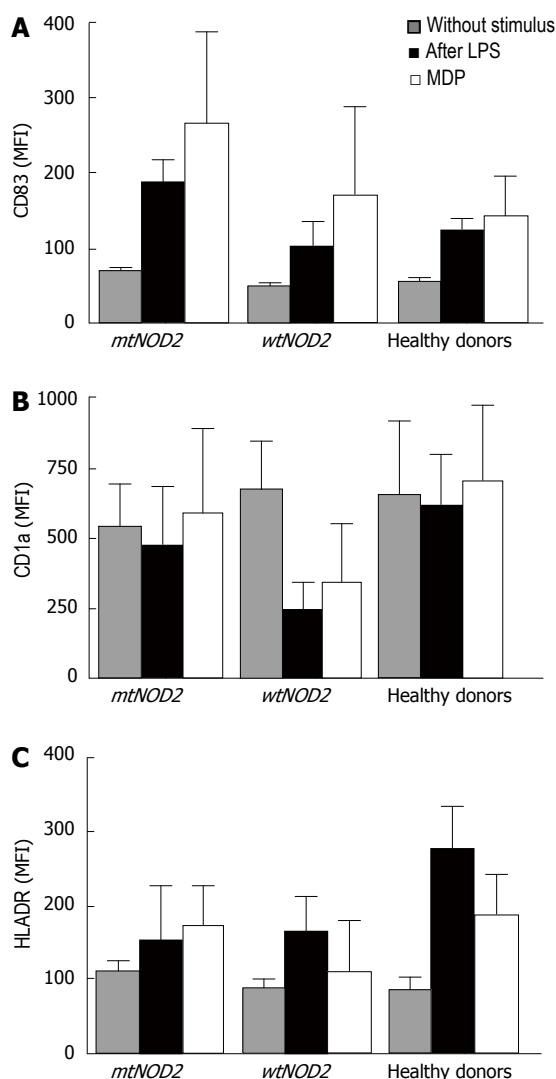 A
400
300
200
100
0
CD83 (MFI)
Without stimulus
After LPS
MDP
mtNOD2 wtNOD2 Healthy donors
B
1000
750
500
250
0
CD1a (MFI)
mtNOD2 wtNOD2 Healthy donors
C
400
300
200
100
0
HLADR (MFI)
mtNOD2 wtNOD2 Healthy donors